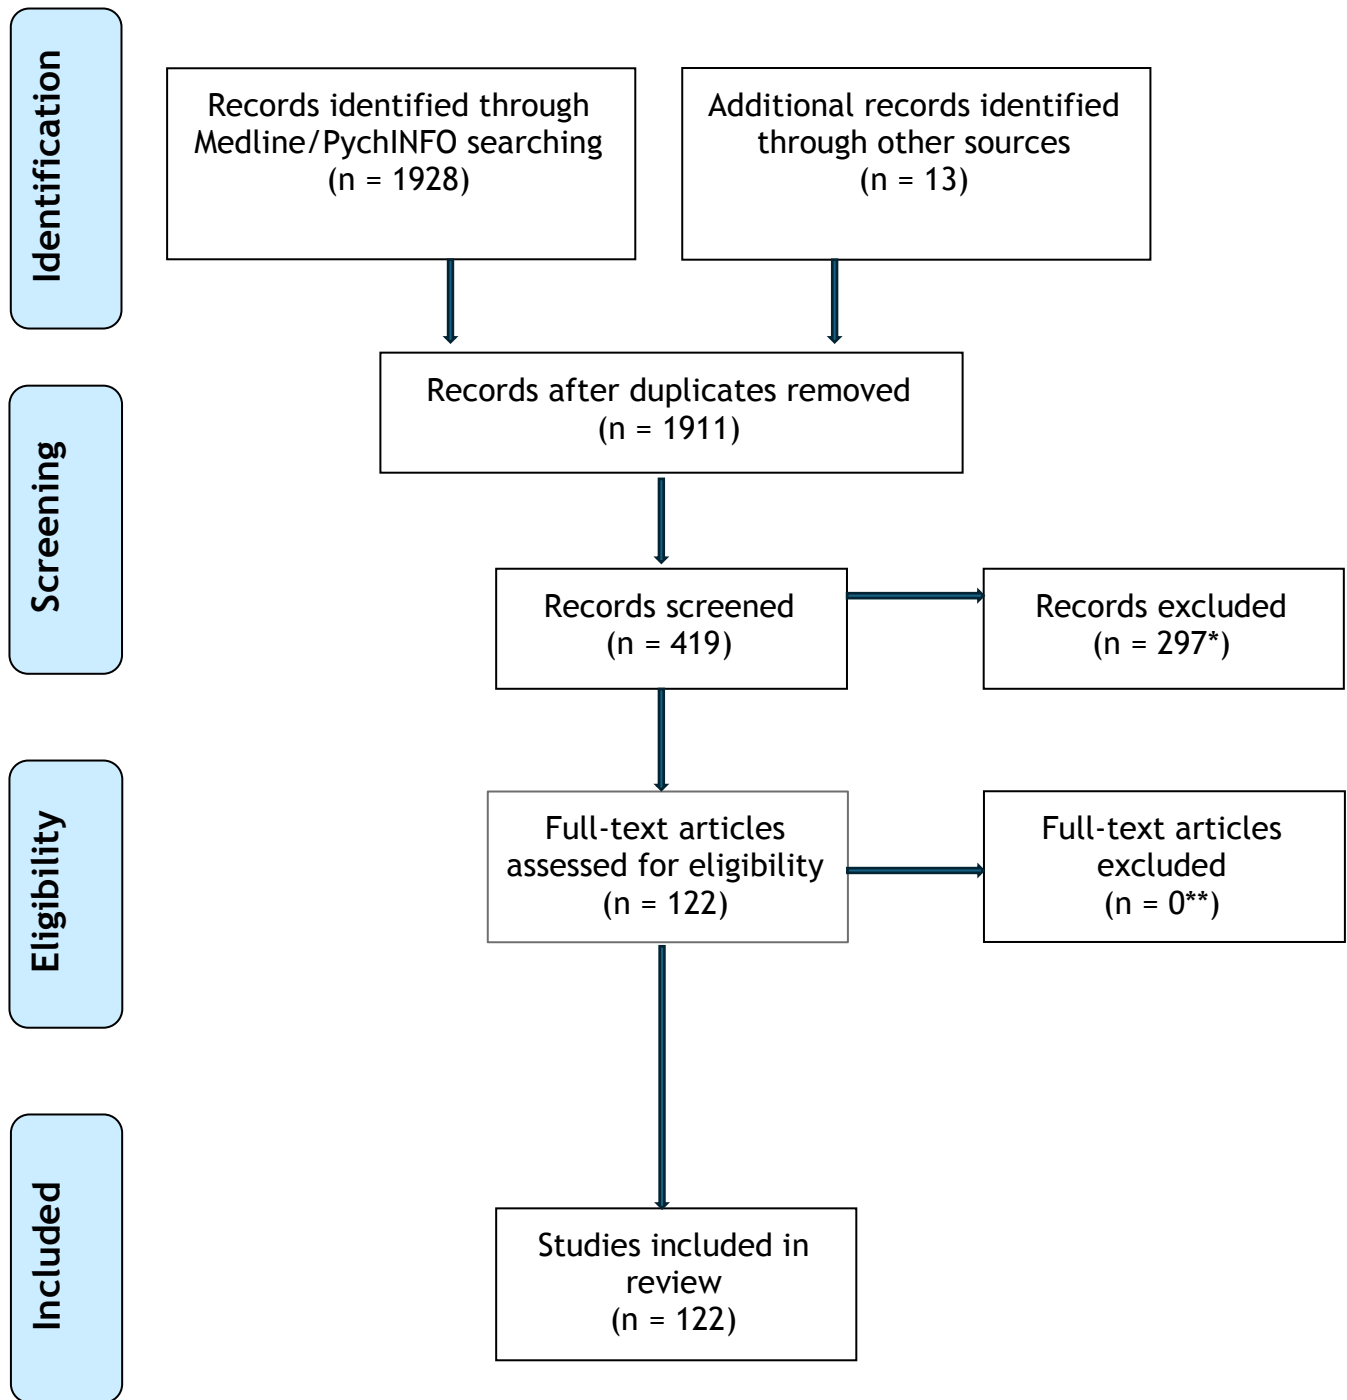 Identification
Records identified through
Medline/PychINFO searching
(n = 1928)
Additional records identified
through other sources
(n = 13)
Screening
Records after duplicates removed
(n = 1911)
Records screened
(n = 419)
Records excluded
(n = 297*)
Eligibility
Full-text articles
assessed for eligibility
(n = 122)
Full-text articles
excluded
(n = 0**)
Included
Studies included in
review
(n = 122)